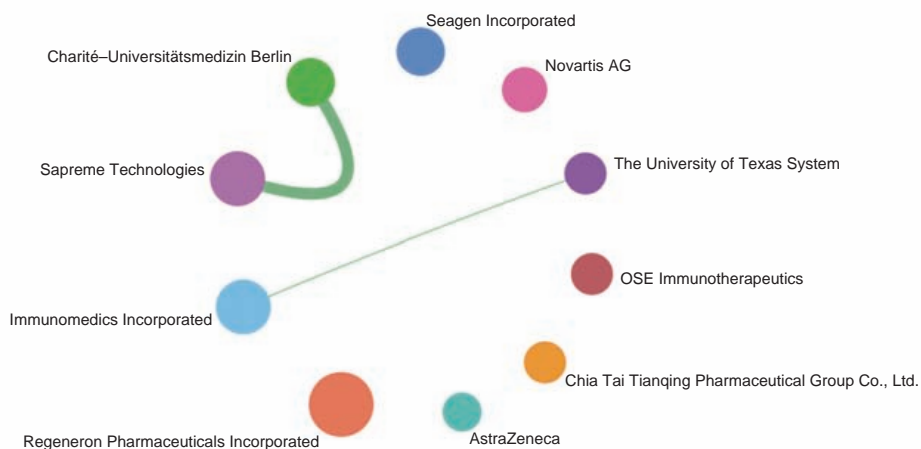 Seagen Incorporated
Charité–Universitätsmedizin Berlin
Novartis AG
Sapreme Technologies
The University of Texas System
OSE Immunotherapeutics
Immunomedics Incorporated
Chia Tai Tianqing Pharmaceutical Group Co., Ltd.
Regeneron Pharmaceuticals Incorporated
AstraZeneca